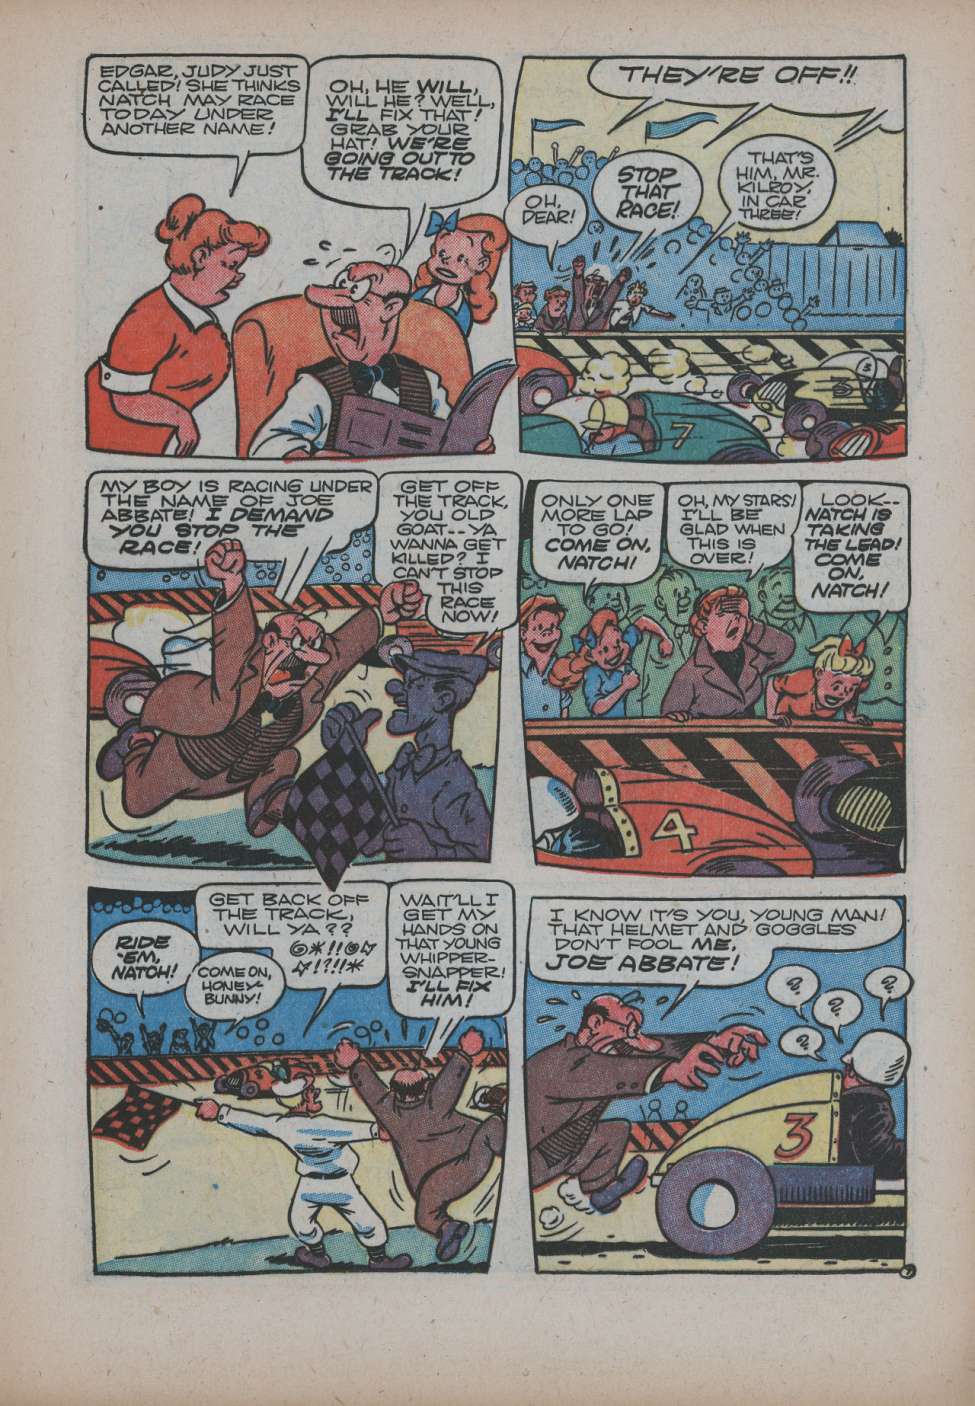 EDGAR, JUDY JUST
CALLED! SHE THINKS
NATCH MAY RACE
TODAY UNDER
ANOTHER NAME!
OH, HE WILL,
WILL HE? WELL,
I'LL FIX THAT!
GRAB YOUR
HAT! WE'RE
GOING OUT TO
THE TRACK!
THEY'RE OFF!!
OH,
DEAR!
STOP
THAT
RACE!
THAT'S
HIM, MR.
KILROY,
IN CAR
THREE!
7
3
MY BOY IS RACING UNDER
THE NAME OF JOE
ABBATE! I DEMAND
YOU STOP THE
RACE!
GET OFF
THE TRACK,
YOU OLD
GOAT-- YA
WANNA GET
KILLED? I
CAN'T STOP
THIS
RACE
NOW!
ONLY ONE
MORE LAP
TO GO!
COME ON,
NATCH!
OH, MY STARS!
I'LL BE
GLAD WHEN
THIS IS
OVER!
LOOK--
NATCH IS
TAKING
THE LEAD!
COME
ON,
NATCH!
4
RIDE
'EM,
NATCH!
COME ON,
HONEY-
BUNNY!
GET BACK OFF
THE TRACK,
WILL YA??
@*!!@☆
☆!?!!*
WAIT'LL I
GET MY
HANDS ON
THAT YOUNG
WHIPPER-
SNAPPER!
I'LL FIX
HIM!
I KNOW IT'S YOU, YOUNG MAN!
THAT HELMET AND GOGGLES
DON'T FOOL ME,
JOE ABBATE!
?
?
?
?
3
7